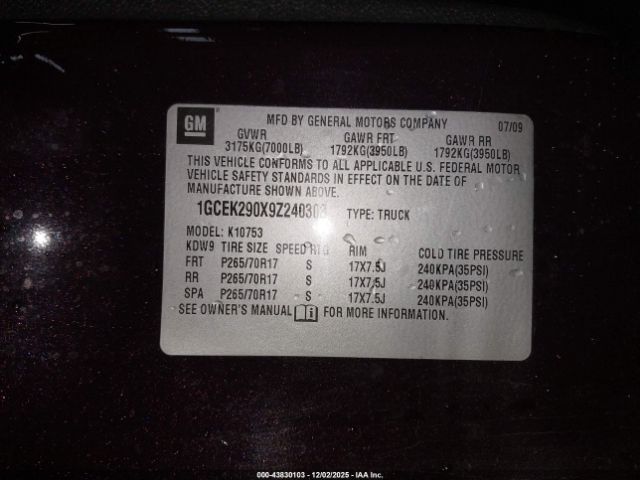 GM
MFD BY GENERAL MOTORS COMPANY 07/09
GVWR GAWR FRT GAWR RR
3175KG(7000LB) 1792KG(3950LB) 1792KG(3950LB)
THIS VEHICLE CONFORMS TO ALL APPLICABLE U.S. FEDERAL MOTOR
VEHICLE SAFETY STANDARDS IN EFFECT ON THE DATE OF
MANUFACTURE SHOWN ABOVE.
TYPE: TRUCK
MODEL: K10753
KDW9 TIRE SIZE SPEED RTG RIM COLD TIRE PRESSURE
FRT P265/70R17 S 17X7.5J 240KPA(35PSI)
RR P265/70R17 S 17X7.5J 240KPA(35PSI)
SPA P265/70R17 S 17X7.5J 240KPA(35PSI)
SEE OWNER'S MANUAL FOR MORE INFORMATION.
000-43830103 - 12/02/2025 - IAA Inc.